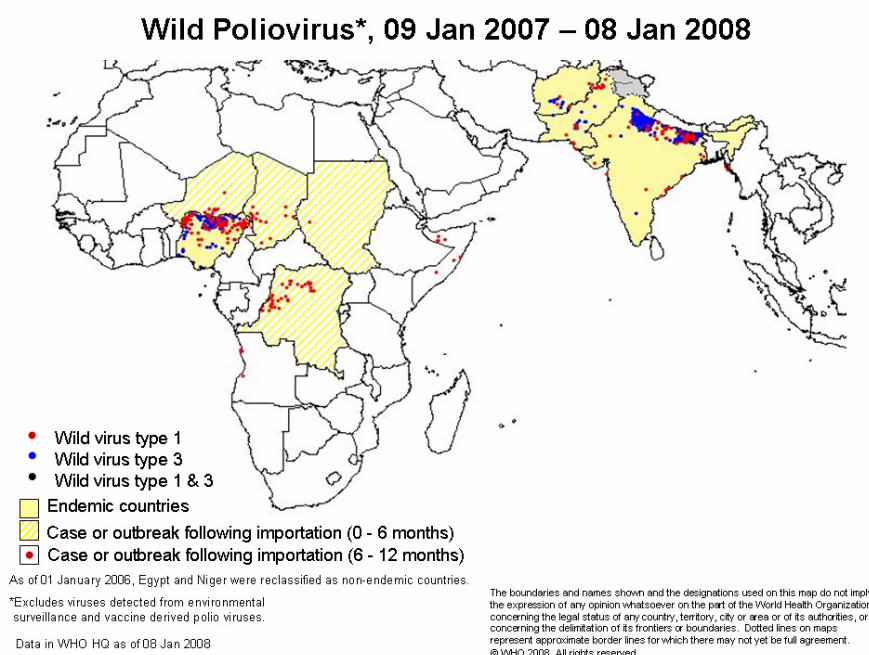 Wild Poliovirus*, 09 Jan 2007 – 08 Jan 2008
Wild virus type 1
Wild virus type 3
Wild virus type 1 & 3
Endemic countries
Case or outbreak following importation (0 - 6 months)
Case or outbreak following importation (6 - 12 months)
As of 01 January 2006, Egypt and Niger were reclassified as non-endemic countries.
*Excludes viruses detected from environmental
surveillance and vaccine derived polio viruses.
Data in WHO HQ as of 08 Jan 2008
The boundaries and names shown and the designations used on this map do not imply
the expression of any opinion whatsoever on the part of the World Health Organization
concerning the legal status of any country, territory, city or area or of its authorities, or
concerning the delimitation of its frontiers or boundaries. Dotted lines on maps
represent approximate border lines for which there may not yet be full agreement.
© WHO 2008. All rights reserved